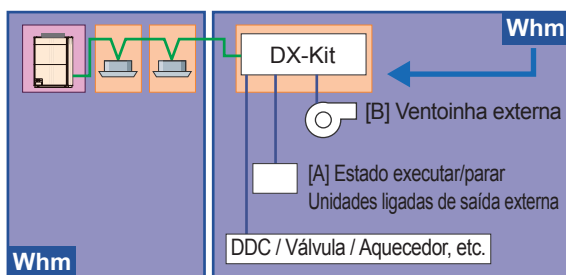 Whm
DX-Kit
[B] Ventoinha externa
[A] Estado executar/parar
Unidades ligadas de saída externa
DDC / Válvula / Aquecedor, etc.
Whm